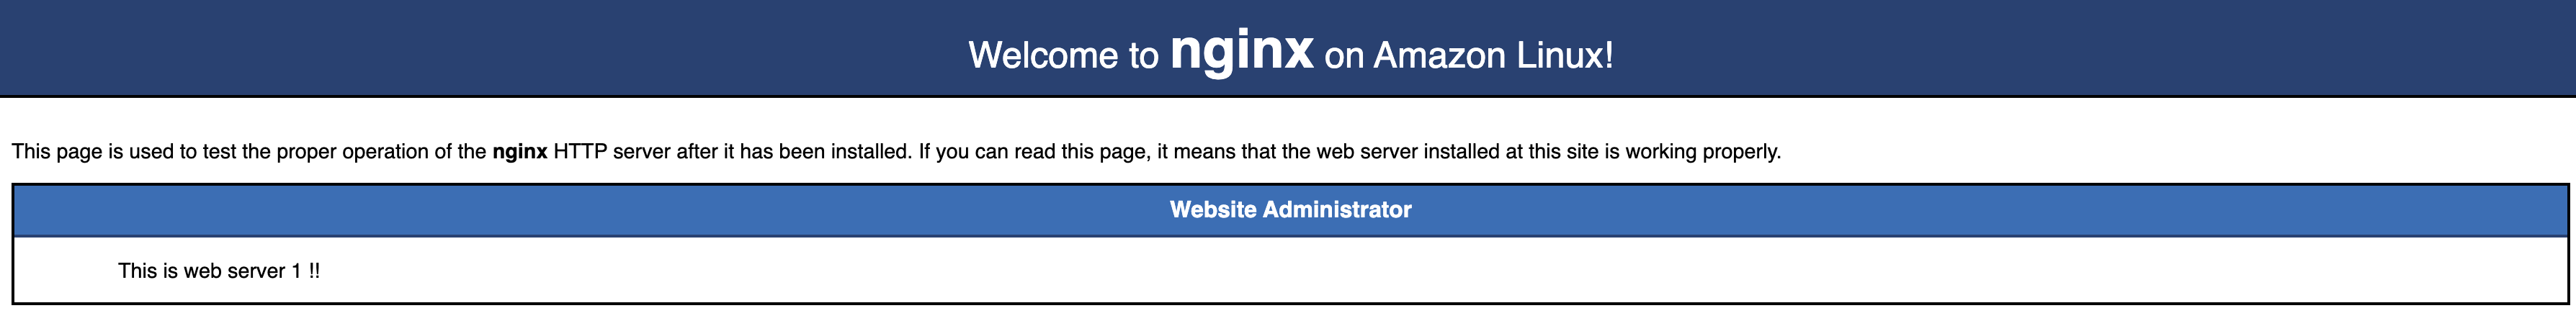 Welcome to nginx on Amazon Linux!
This page is used to test the proper operation of the nginx HTTP server after it has been installed. If you can read this page, it means that the web server installed at this site is working properly.
Website Administrator
This is web server 1 !!